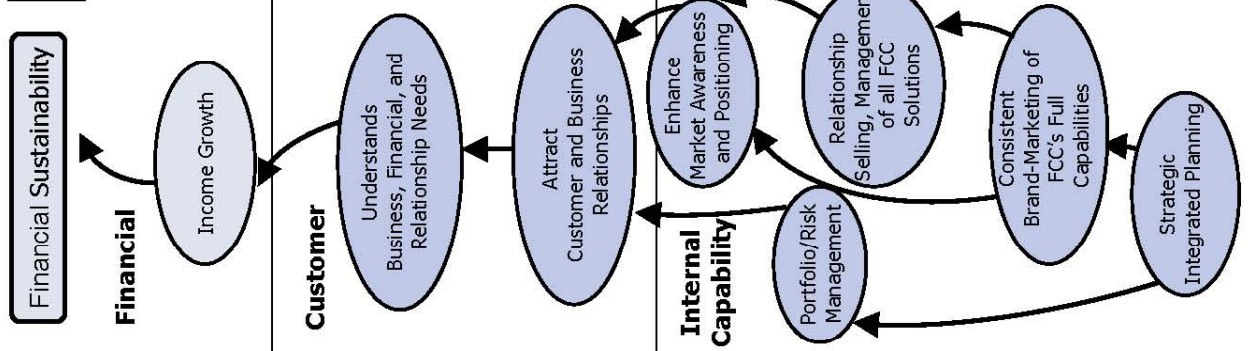 Financial Sustainability
Financial
Income Growth
Customer
Understands
Business, Financial, and
Relationship Needs
Attract
Customer and Business
Relationships
Internal
Capability
Enhance
Market Awareness
and Positioning
Portfolio/Risk
Management
Relationship
Selling, Management
of all FCC
Solutions
Consistent
Brand-Marketing of
FCC's Full
Capabilities
Strategic
Integrated Planning